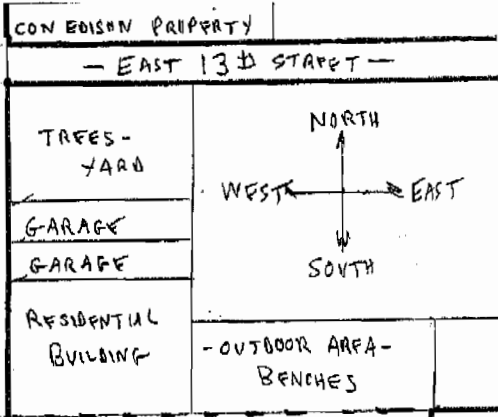 CON EDISON PROPERTY
— EAST 13TH STREET —
TREES-
YARD
NORTH
WEST
EAST
SOUTH
GARAGE
GARAGE
RESIDENTIAL
BUILDING
-OUTDOOR AREA-
BENCHES